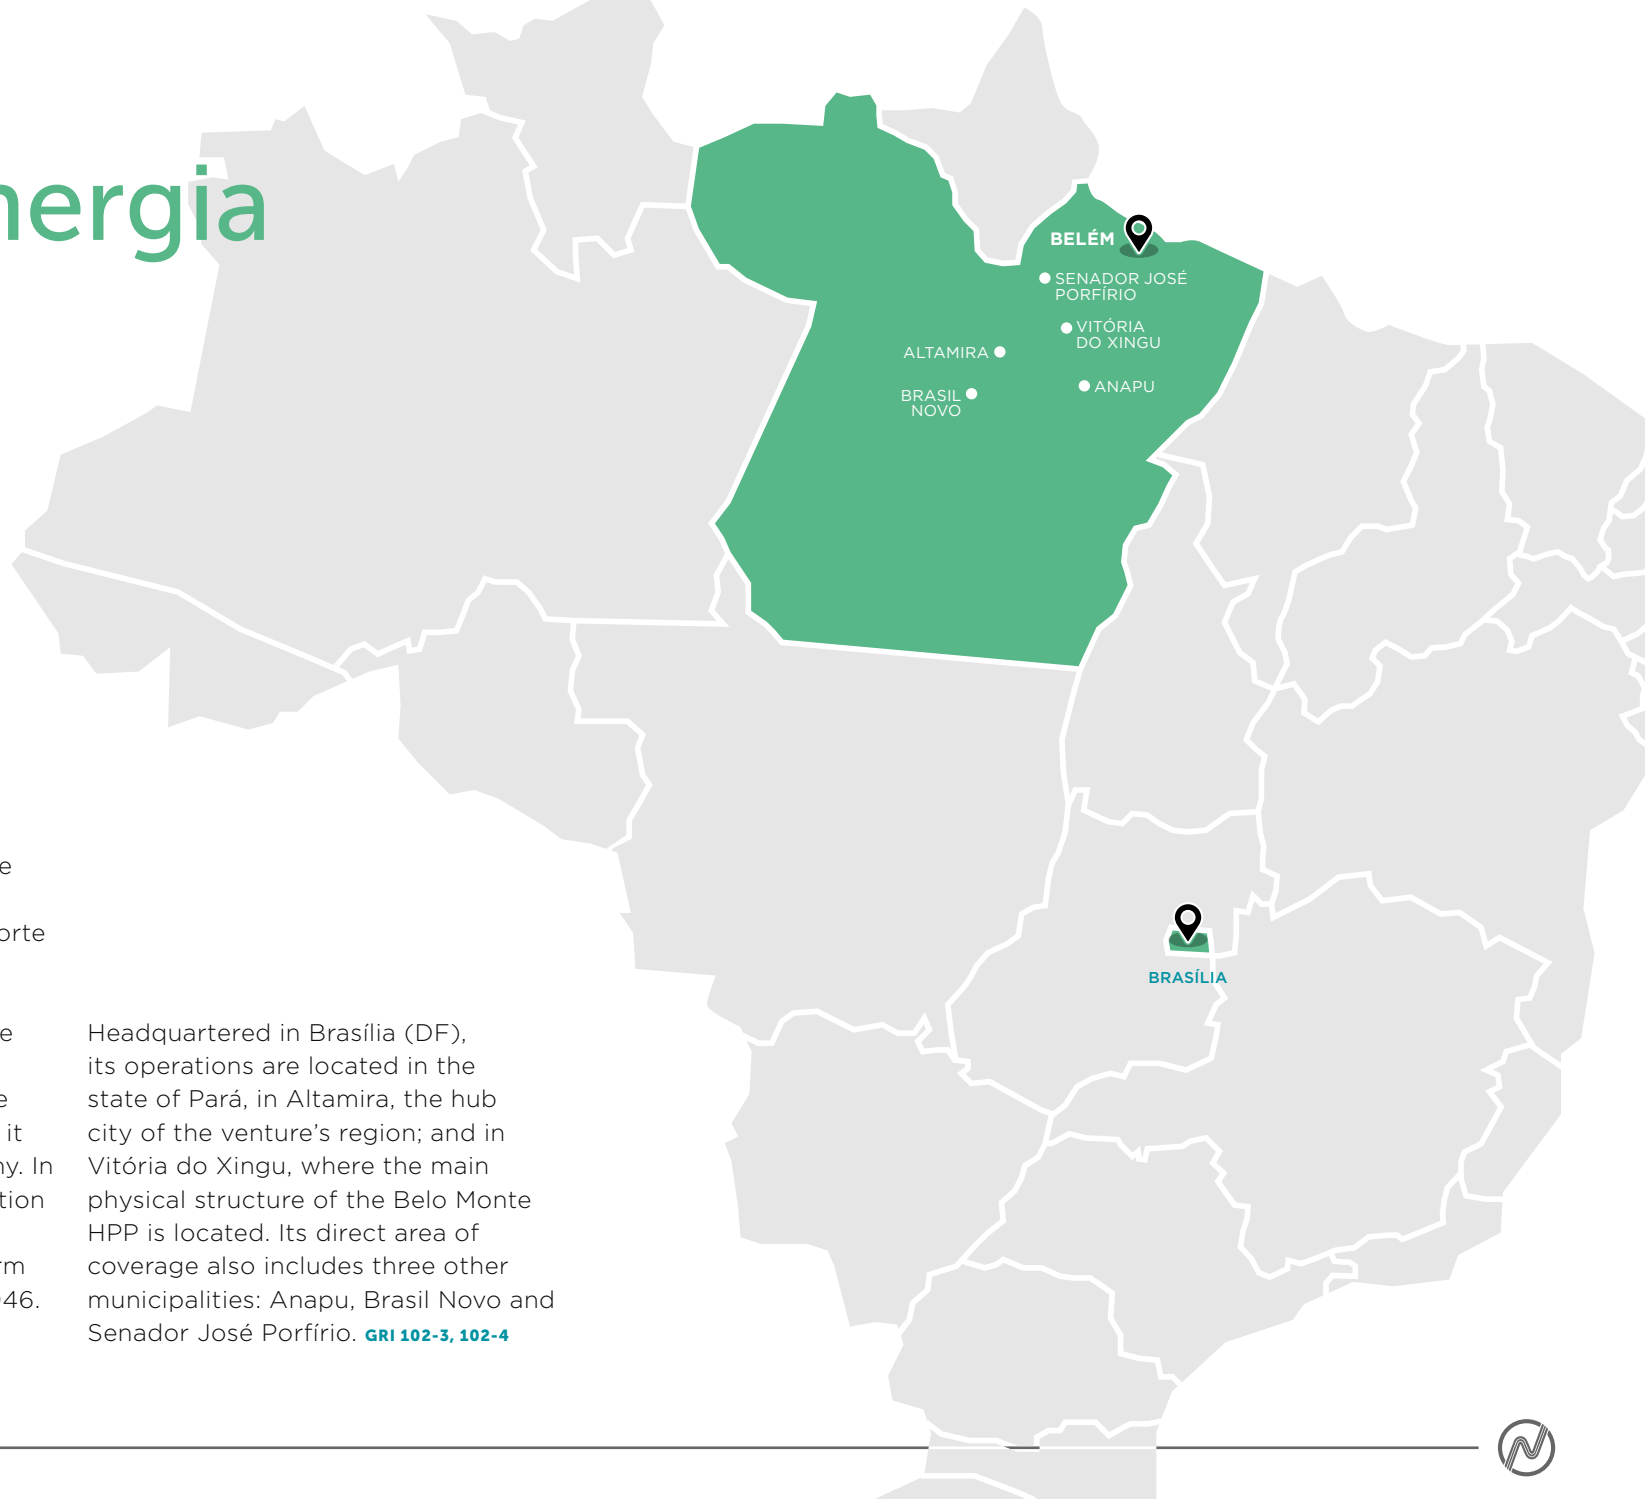 nergia
BELÉM
SENADOR JOSÉ
PORFÍRIO
VITÓRIA
DO XINGU
ALTAMIRA
ANAPU
BRASIL
NOVO
BRASÍLIA
e
orte
e
e
it
ny. In
tion
rm
046.
Headquartered in Brasília (DF),
its operations are located in the
state of Pará, in Altamira, the hub
city of the venture’s region; and in
Vitória do Xingu, where the main
physical structure of the Belo Monte
HPP is located. Its direct area of
coverage also includes three other
municipalities: Anapu, Brasil Novo and
Senador José Porfírio. GRI 102-3, 102-4